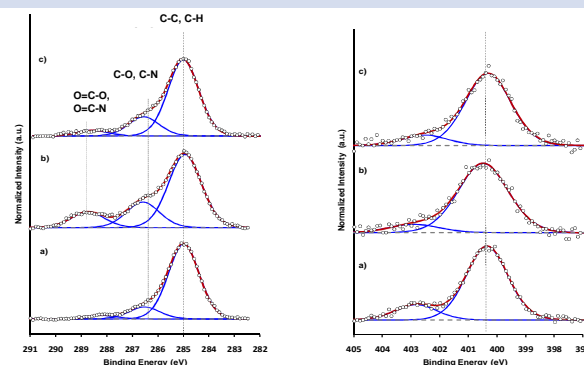 C-C, C-H
C-O, C-N
O=C-O,
O=C-N
c)
b)
a)
Normalized Intensity (a.u.)
291 290 289 288 287 286 285 284 283 282
Binding Energy (eV)
c)
b)
a)
Normalized Intensity (a.u.)
405 404 403 402 401 400 399 398 39
Binding Energy (eV)